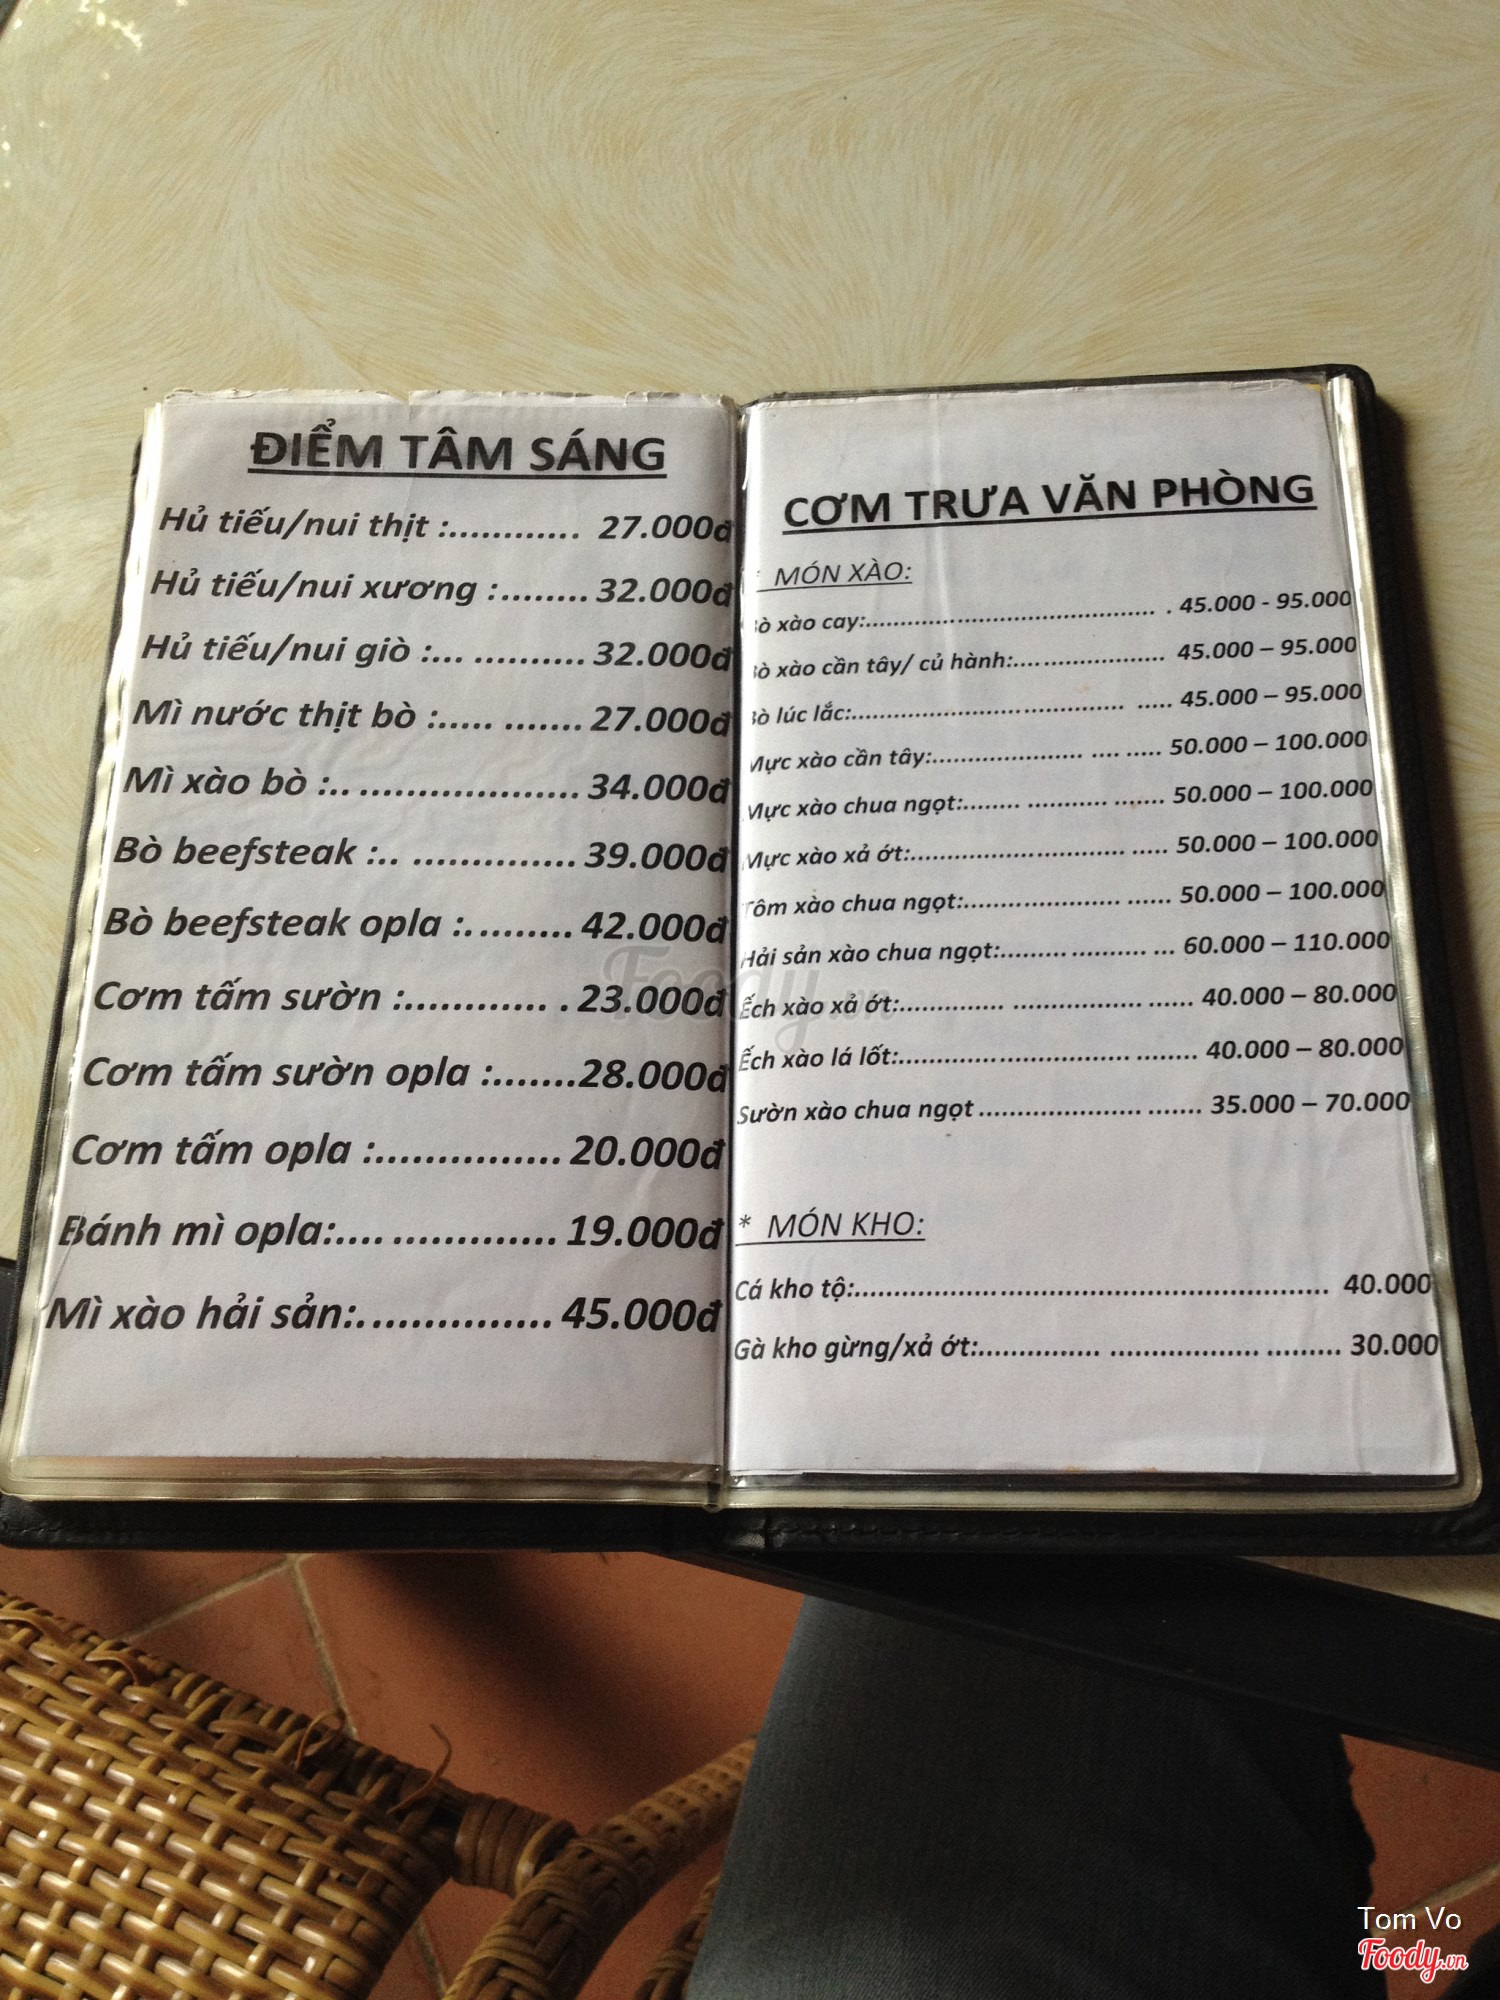 ĐIỂM TÂM SÁNG
Hủ tiếu/nui thịt :............ 27.000đ
Hủ tiếu/nui xương :........ 32.000đ
Hủ tiếu/nui giò :... .......... 32.000đ
Mì nước thịt bò :..... ....... 27.000đ
Mì xào bò :.. .................... 34.000đ
Bò beefsteak :.. .............. 39.000đ
Bò beefsteak opla :. ........ 42.000đ
Cơm tấm sườn :............ . 23.000đ
Cơm tấm sườn opla :.......28.000đ
Cơm tấm opla :............... 20.000đ
Bánh mì opla:.... ............. 19.000đ
Mì xào hải sản:. .............. 45.000đ
CƠM TRƯA VĂN PHÒNG
* MÓN XÀO:
Bò xào cay:............................................ . 45.000 - 95.000
Bò xào cần tây/ củ hành:....................... 45.000 – 95.000
Bò lúc lắc:......................................... ..... 45.000 – 95.000
Mực xào cần tây:...................... .... ..... 50.000 – 100.000
Mực xào chua ngọt:........ ........... ....... 50.000 – 100.000
Mực xào xả ớt:................................ ..... 50.000 – 100.000
Tôm xào chua ngọt:....................... ...... 50.000 – 100.000
Hải sản xào chua ngọt:......... .......... ... 60.000 – 110.000
Ếch xào xả ớt:.............. ................. ...... 40.000 – 80.000
Ếch xào lá lốt:................................ ........ 40.000 – 80.000
Sườn xào chua ngọt ...................... ....... 35.000 – 70.000
* MÓN KHO:
Cá kho tộ:............................................................ 40.000
Gà kho gừng/xả ớt:............... ................... ......... 30.000
Foody.vn
Tom Vo
Foody.vn